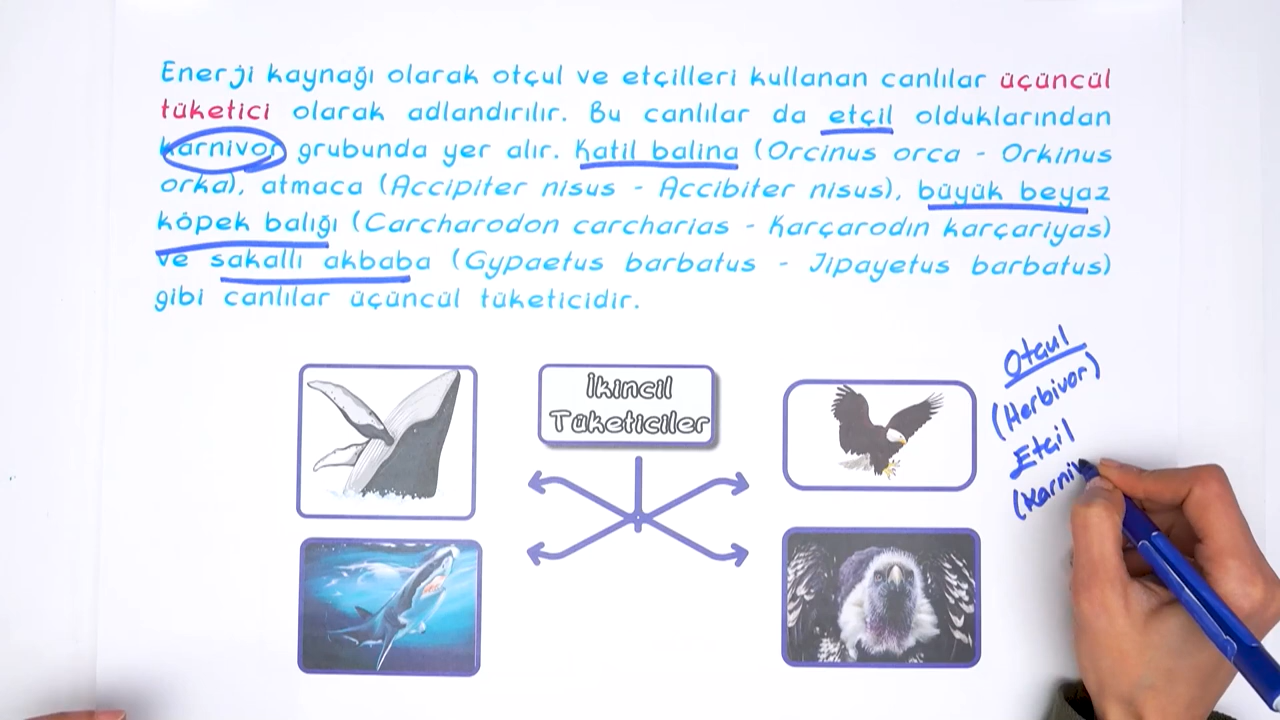 Enerji kaynağı olarak otçul ve etçilleri kullanan canlılar üçüncül
tüketici olarak adlandırılır. Bu canlılar da etçil olduklarından
karnivor grubunda yer alır. Katil balina (Orcinus orca - Orkinus
orka), atmaca (Accipiter nisus - Accibiter nisus), büyük beyaz
köpek balığı (Carcharodon carcharias - Karçarodın karçariyas)
ve sakallı akbaba (Gypaetus barbatus - Jipayetus barbatus)
gibi canlılar üçüncül tüketicidir.
İkincil
Tüketiciler
Otçul
(Herbivor)
Etçil
(Karniv